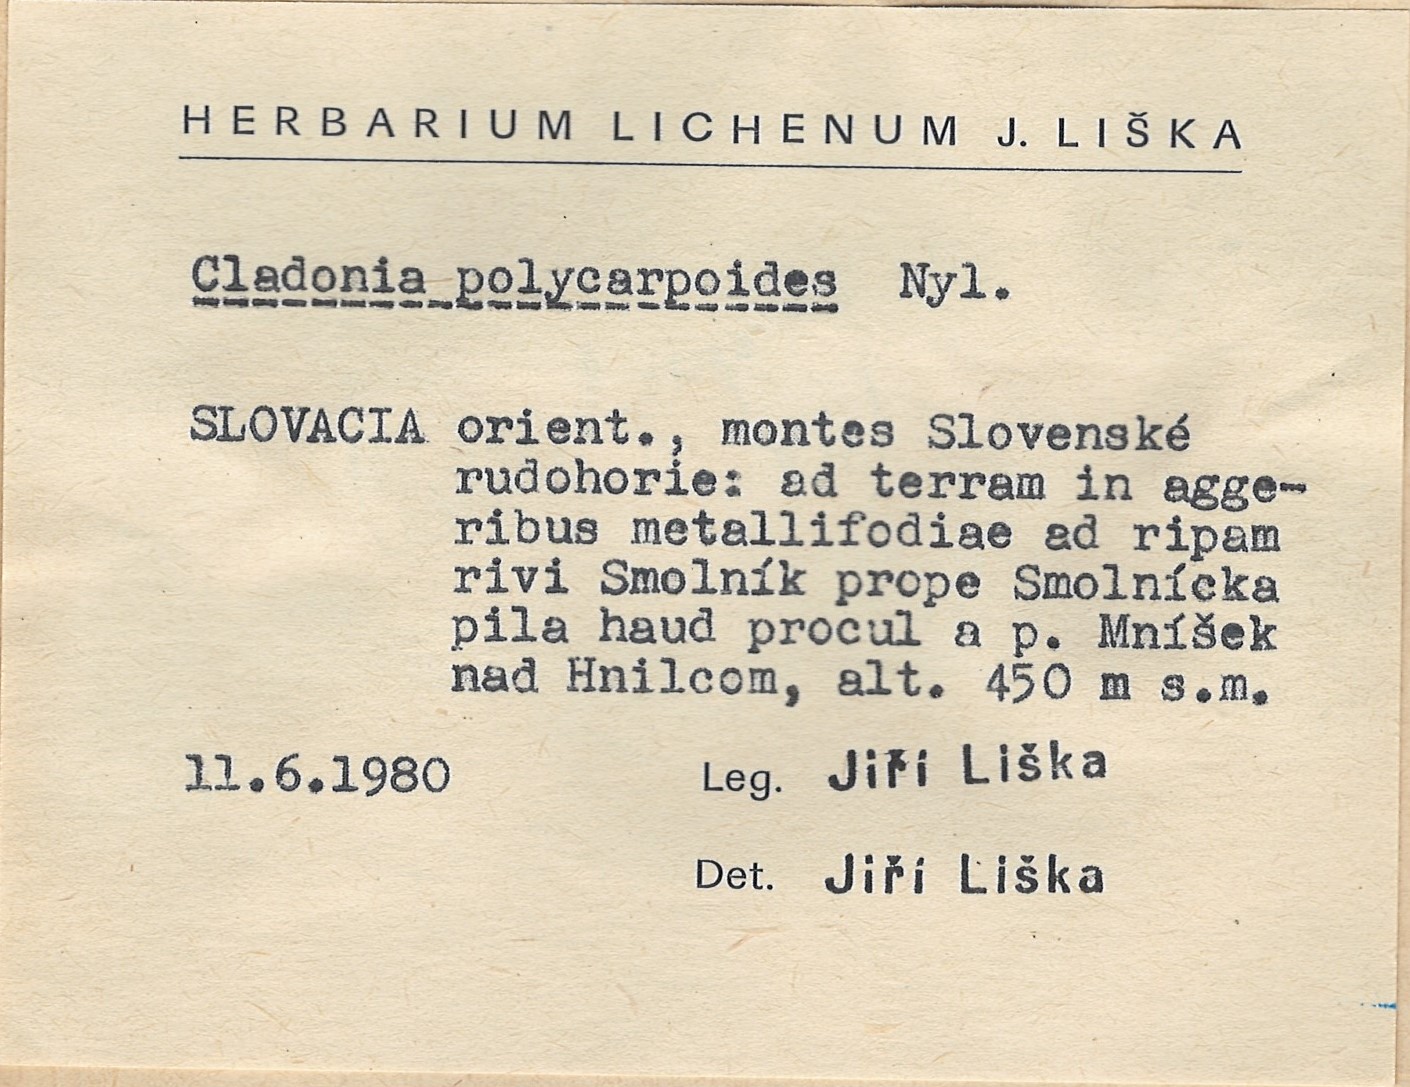 HERBARIUM LICHENUM J. LIŠKA
Cladonia polycarpoides Nyl.
SLOVACIA orient., montes Slovenské
rudohorie: ad terram in agge-
ribus metallifodiae ad ripam
rivi Smolník prope Smolnícka
pila haud procul a p. Mníšek
nad Hnilcom, alt. 450 m s.m.
11.6.1980 Leg. Jiří Liška
Det. Jiří Liška